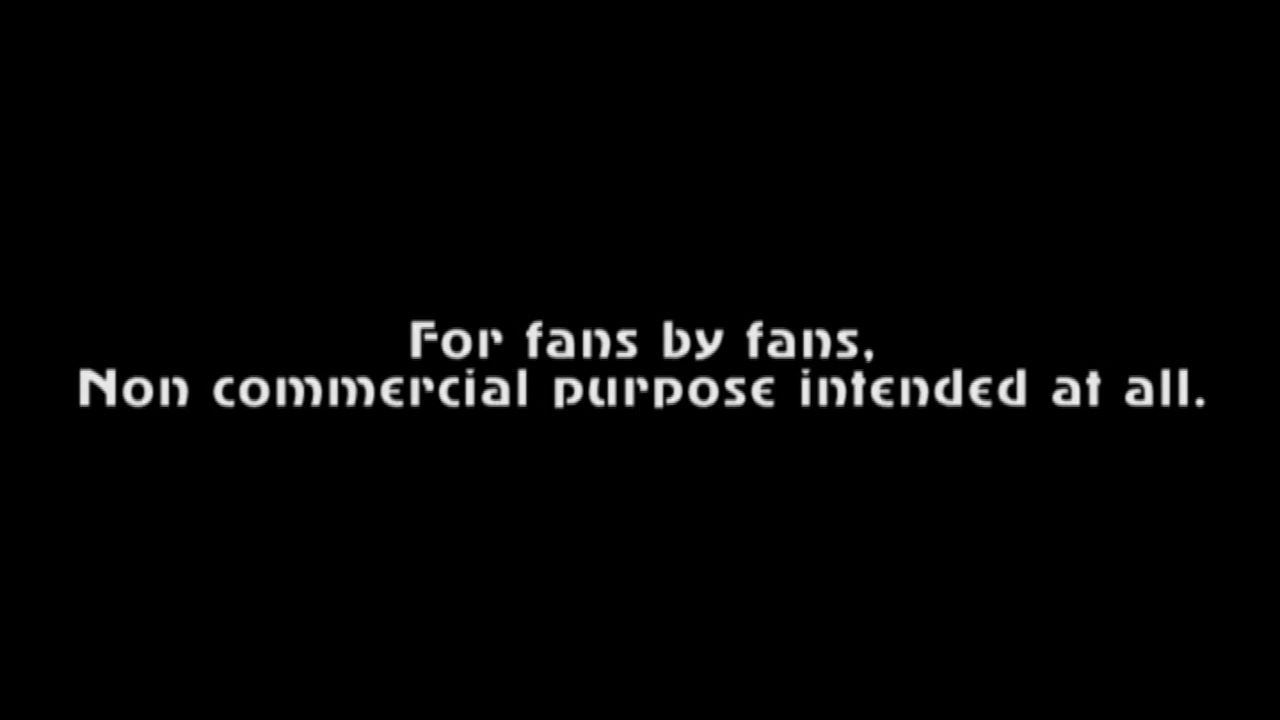 For fans by fans,
Non commercial purpose intended at all.